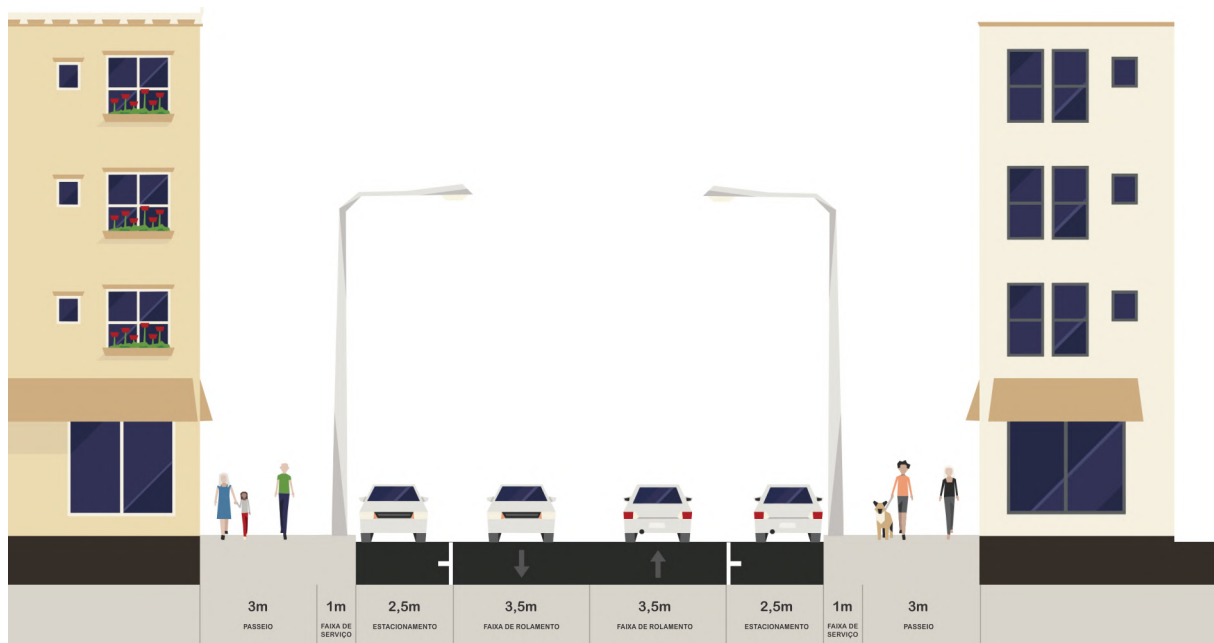 3m
PASSEIO
1m
FAIXA DE
SERVIÇO
2,5m
ESTACIONAMENTO
3,5m
FAIXA DE ROLAMENTO
3,5m
FAIXA DE ROLAMENTO
2,5m
ESTACIONAMENTO
1m
FAIXA DE
SERVIÇO
3m
PASSEIO